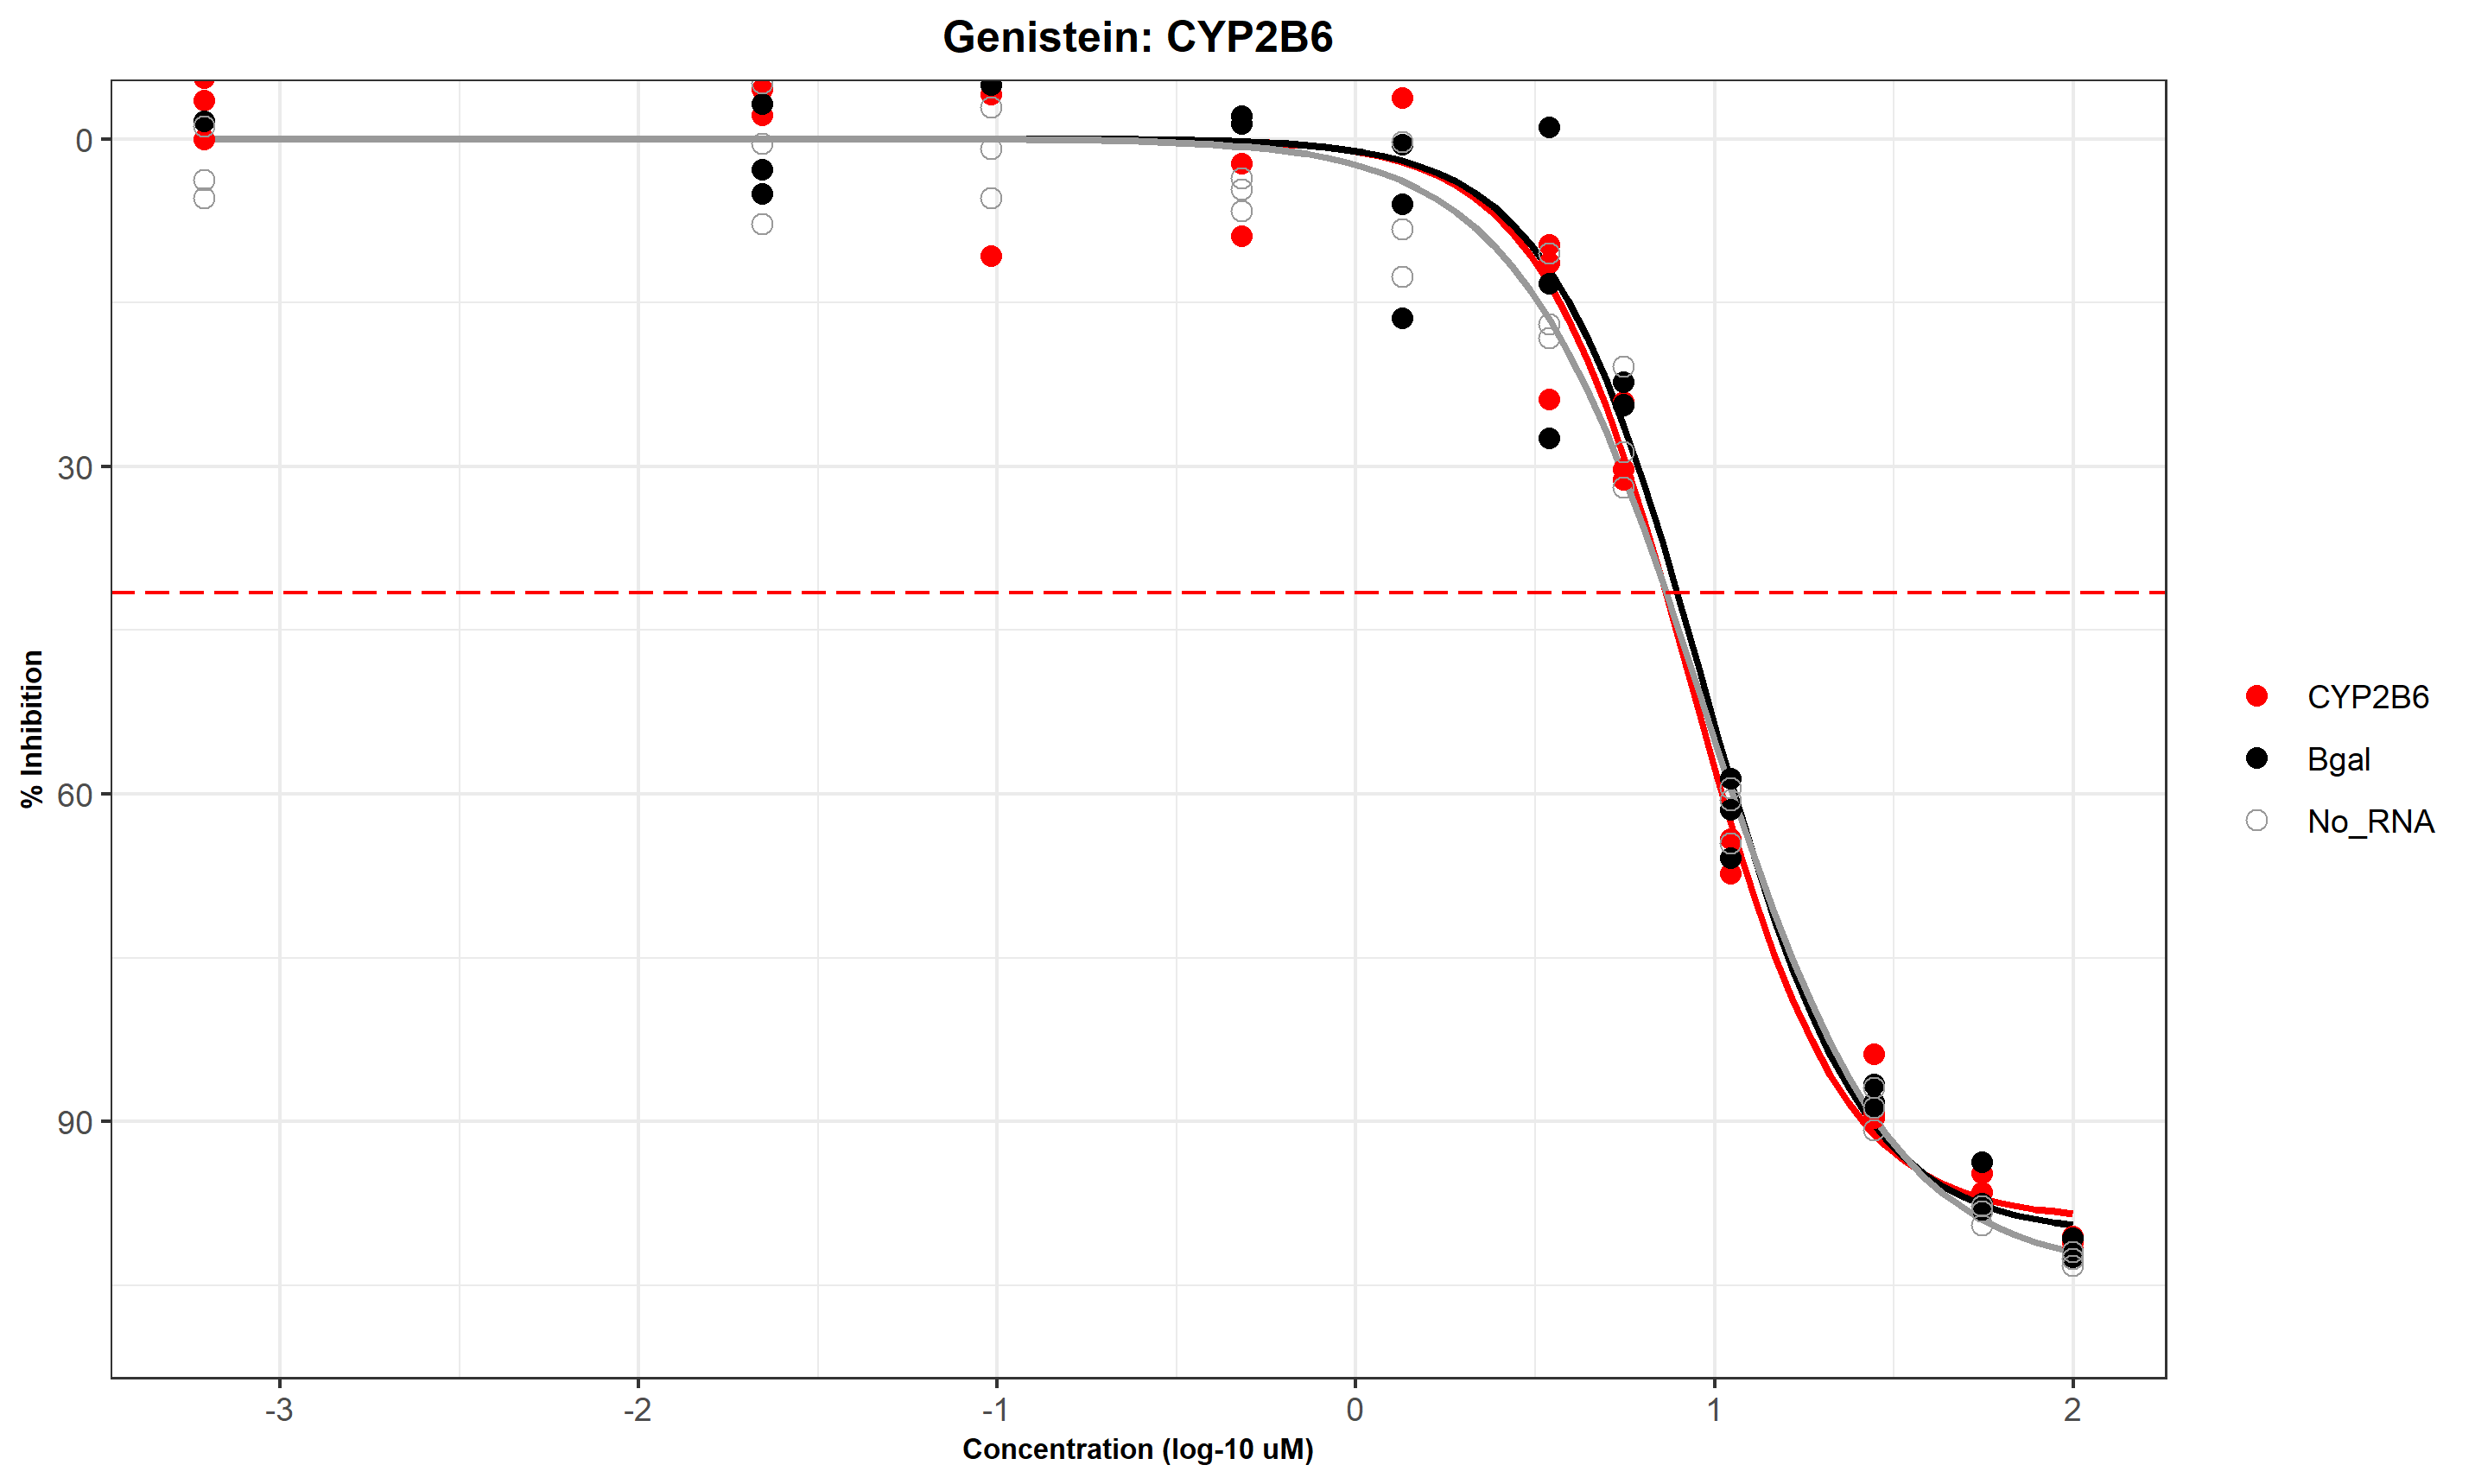 Genistein: CYP2B6
0
30
60
90
% Inhibition
-3
-2
-1
0
1
2
Concentration (log-10 uM)
CYP2B6
Bgal
No_RNA